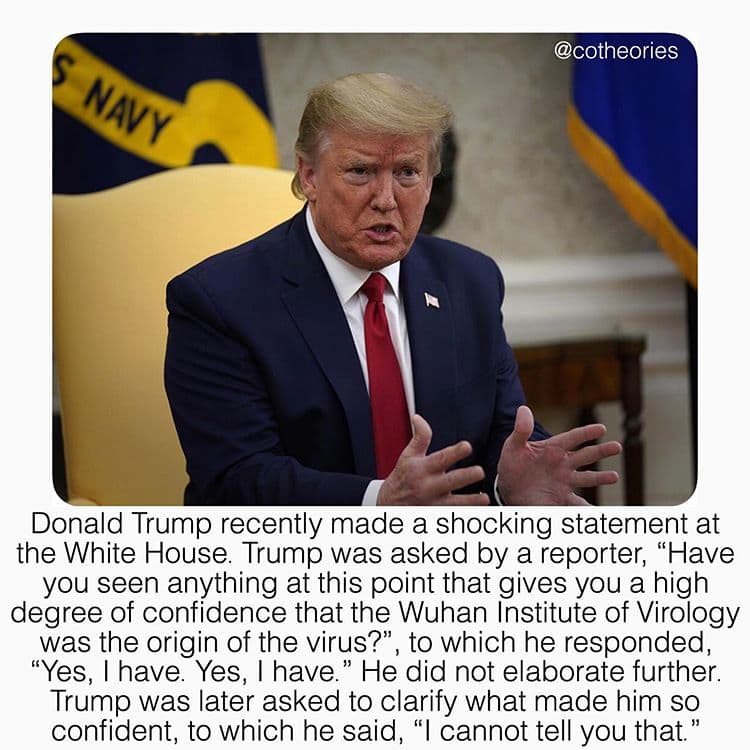 @cotheories
S NAVY
Donald Trump recently made a shocking statement at
the White House. Trump was asked by a reporter, “Have
you seen anything at this point that gives you a high
degree of confidence that the Wuhan Institute of Virology
was the origin of the virus?”, to which he responded,
“Yes, I have. Yes, I have.” He did not elaborate further.
Trump was later asked to clarify what made him so
confident, to which he said, “I cannot tell you that.”